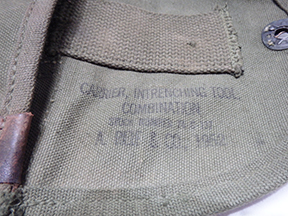 CARRIER, INTRENCHING TOOL,
COMBINATION
STOCK NUMBER
A. & CO. 1952